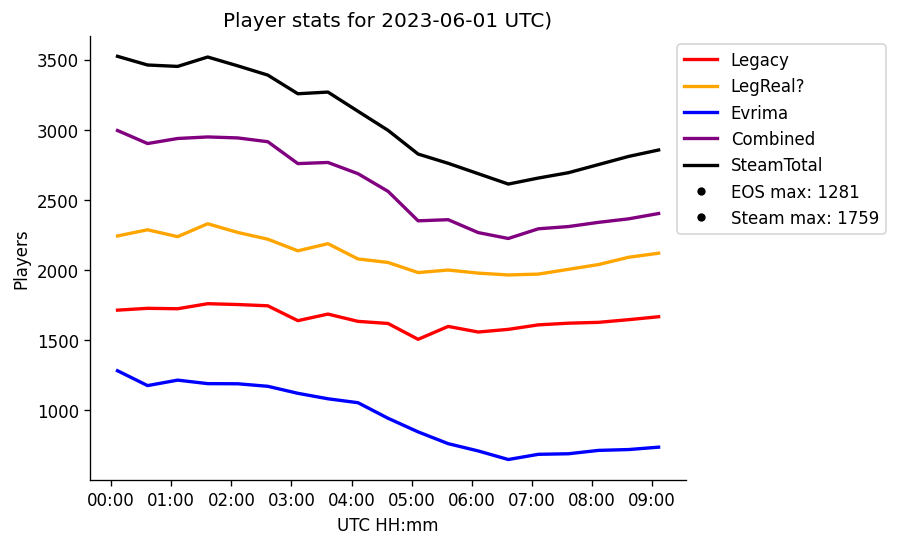 Player stats for 2023-06-01 UTC)
Players
3500
3000
2500
2000
1500
1000
00:00 01:00 02:00 03:00 04:00 05:00 06:00 07:00 08:00 09:00
UTC HH:mm
Legacy
LegReal?
Evrima
Combined
SteamTotal
EOS max: 1281
Steam max: 1759